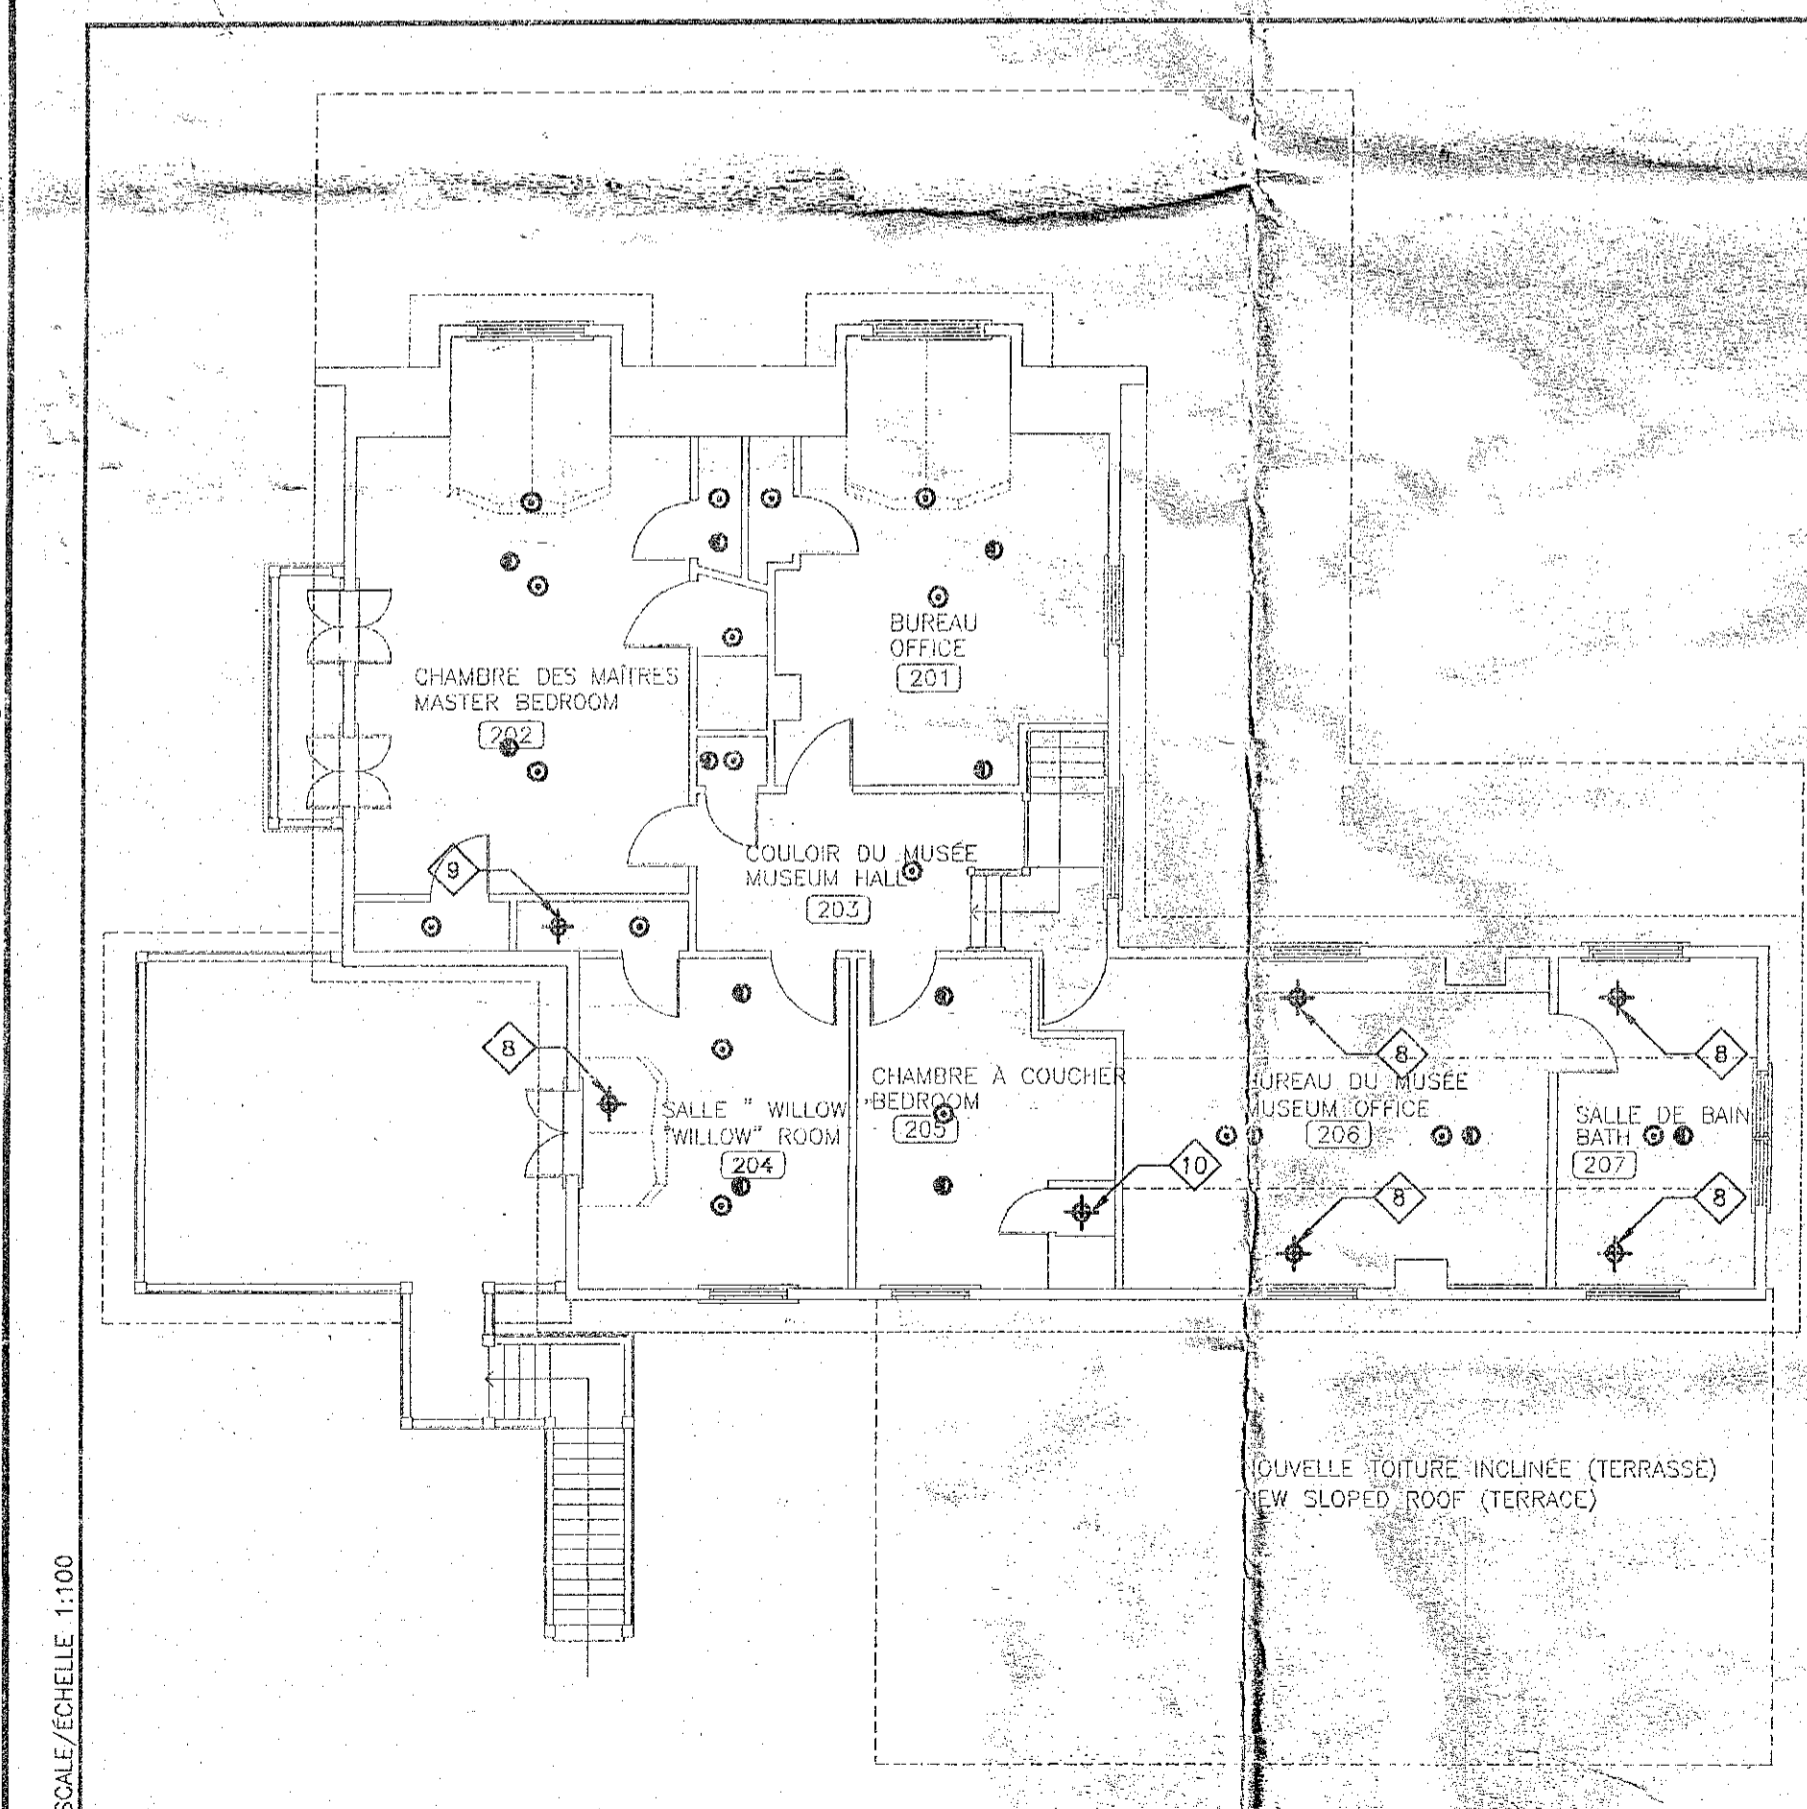 BUREAU
OFFICE
201
CHAMBRE DES MAÎTRES
MASTER BEDROOM
202
COULOIR DU MUSÉE
MUSEUM HALL
203
9
8
SALLE " WILLOW "
"WILLOW" ROOM
204
CHAMBRE À COUCHER
BEDROOM
205
10
8
8
UREAU DU MUSÉE
MUSEUM OFFICE
206
SALLE DE BAIN
BATH
207
8
8
OUVELLE TOITURE INCLINÉE (TERRASSE)
EW SLOPED ROOF (TERRACE)
SCALE/ÉCHELLE 1:100